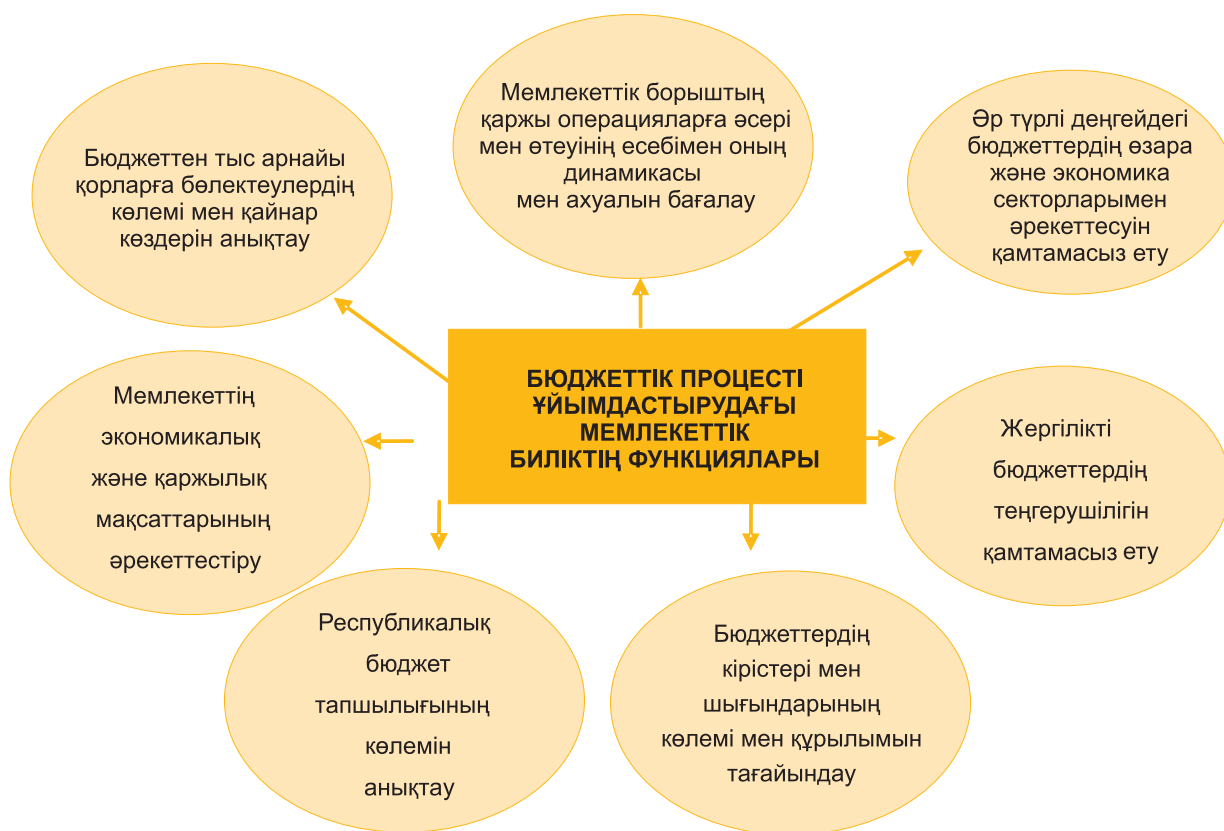 Бюджеттен тыс арнайы
қорларға бөлектеулердің
көлемі мен қайнар
көздерін анықтау
Мемлекеттік борыштың
қаржы операцияларға әсері
мен өтеуінің есебімен оның
динамикасы
мен ахуалын бағалау
Әр түрлі деңгейдегі
бюджеттердің өзара
және экономика
секторларымен
әрекеттесуін
қамтамасыз ету
БЮДЖЕТТІК ПРОЦЕСТІ
ҰЙЫМДАСТЫРУДАҒЫ
МЕМЛЕКЕТТІК
БИЛІКТІҢ ФУНКЦИЯЛАРЫ
Мемлекеттің
экономикалық
және қаржылық
мақсаттарының
әрекеттестіру
Жергілікті
бюджеттердің
теңгерушілігін
қамтамасыз ету
Республикалық
бюджет
тапшылығының
көлемін
анықтау
Бюджеттердің
кірістері мен
шығындарының
көлемі мен құрылымын
тағайындау